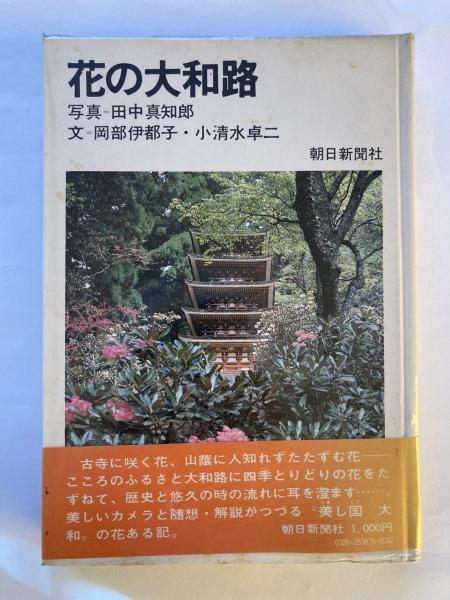 花の大和路
写真=田中真知郎
文=岡部伊都子・小清水卓二
朝日新聞社
古寺に咲く花、山蔭に人知れずたたずむ花——
こころのふるさと大和路に四季とりどりの花をた
ずねて、歴史と悠久の時の流れに耳を澄ます……。
美しいカメラと随想・解説がつづる〝美し国 大
和〟の花ある記。
朝日新聞社 1,000円
0326-253876-0042